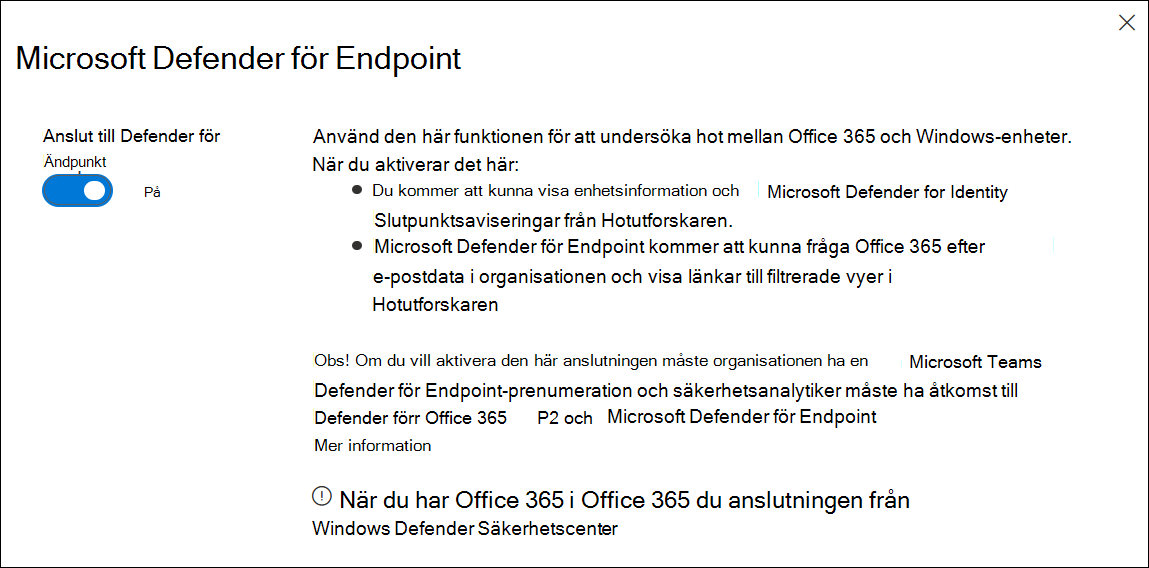 Microsoft Defender för Endpoint
Anslut till Defender för
Ändpunkt
På
Använd den här funktionen för att undersöka hot mellan Office 365 och Windows-enheter.
När du aktiverar det här:
Du kommer att kunna visa enhetsinformation och Microsoft Defender for Identity
Slutpunktsaviseringar från Hotutforskaren.
Microsoft Defender för Endpoint kommer att kunna fråga Office 365 efter
e-postdata i organisationen och visa länkar till filtrerade vyer i
Hotutforskaren
Obs! Om du vill aktivera den här anslutningen måste organisationen ha en Microsoft Teams
Defender för Endpoint-prenumeration och säkerhetsanalytiker måste ha åtkomst till
Defender förr Office 365 P2 och Microsoft Defender för Endpoint
Mer information
När du har Office 365 i Office 365 du anslutningen från
Windows Defender Säkerhetscenter